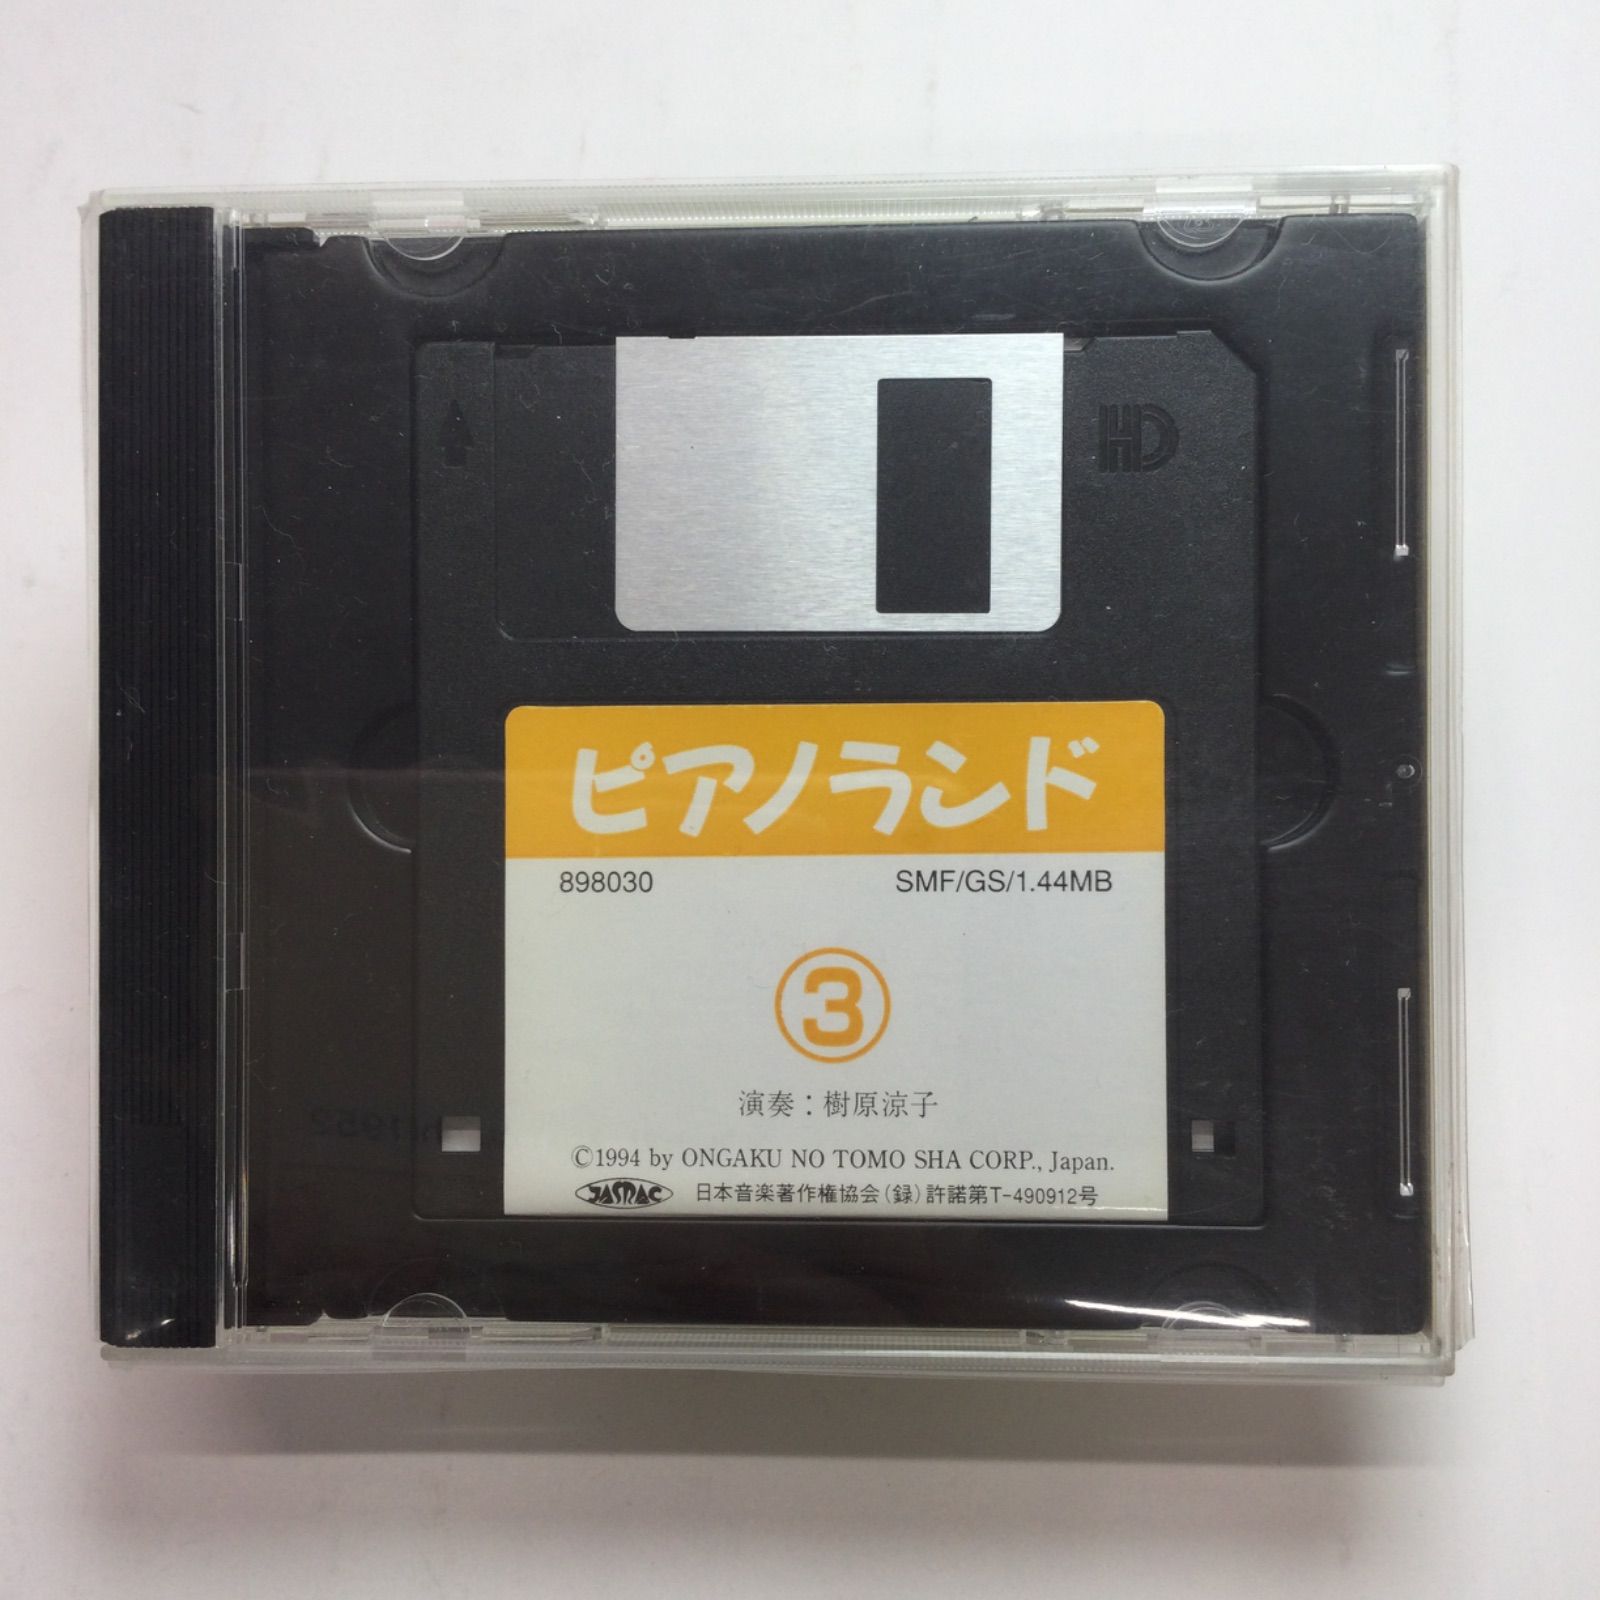 HD
ピアノランド
898030 SMF/GS/1.44MB
③
演奏：樹原涼子
©1994 by ONGAKU NO TOMO SHA CORP., Japan.
JASRAC 日本音楽著作権協会(録)許諾第T-490912号